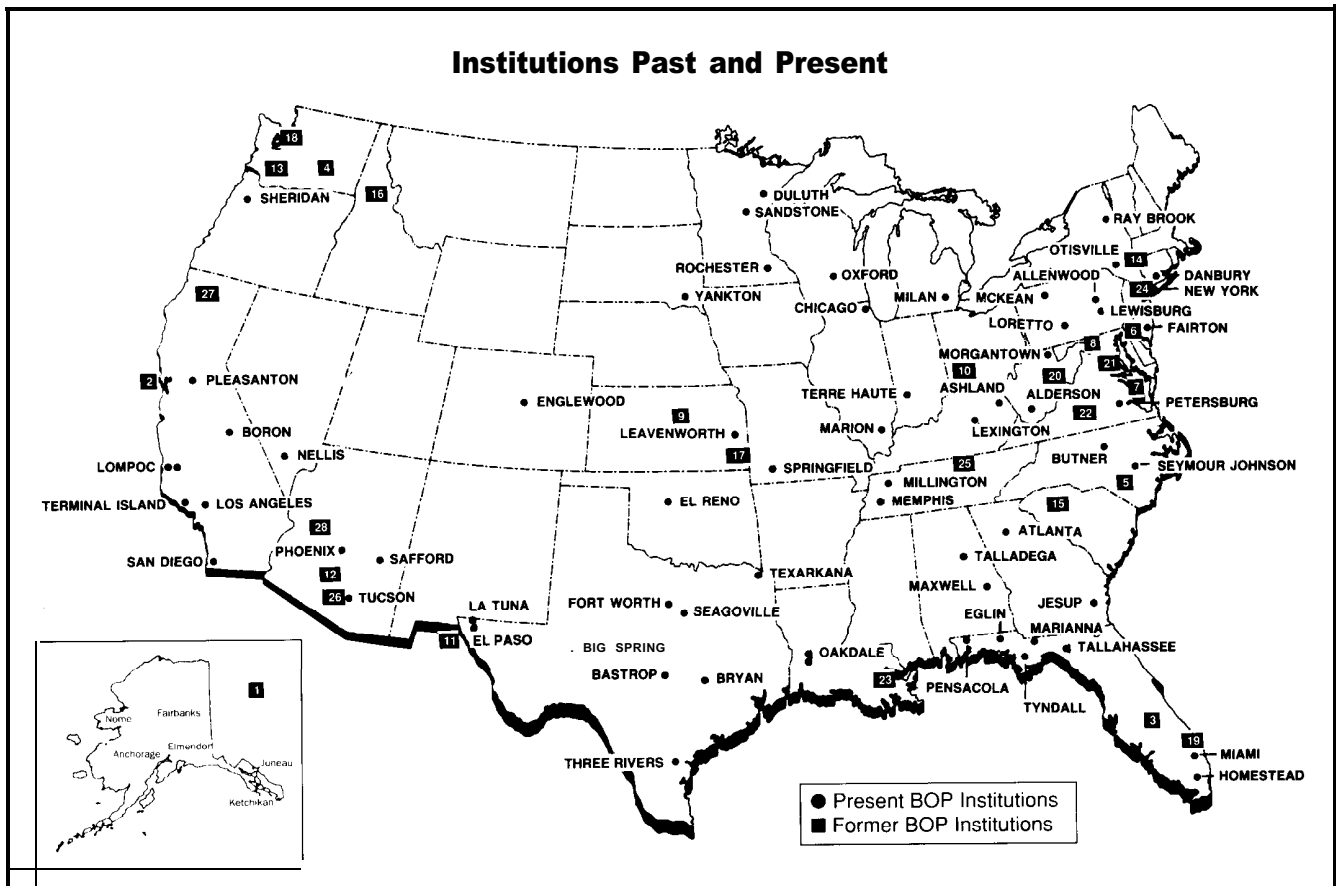 Institutions Past and Present
18
13
4
16
SHERIDAN
DULUTH
SANDSTONE
RAY BROOK
OTISVILLE
14
ROCHESTER
OXFORD
ALLENWOOD
DANBURY
27
YANKTON
CHICAGO
MILAN
MCKEAN
24
NEW YORK
LEWISBURG
LORETTO
6
FAIRTON
8
MORGANTOWN
21
2
PLEASANTON
10
20
ENGLEWOOD
TERRE HAUTE
ASHLAND
ALDERSON
7
PETERSBURG
9
22
BORON
LEAVENWORTH
MARION
LEXINGTON
NELLIS
17
BUTNER
LOMPOC
SPRINGFIELD
25
SEYMOUR JOHNSON
MILLINGTON
5
TERMINAL ISLAND
LOS ANGELES
EL RENO
MEMPHIS
15
28
ATLANTA
PHOENIX
SAFFORD
TALLADEGA
SAN DIEGO
12
TEXARKANA
MAXWELL
26
TUCSON
LA TUNA
FORT WORTH
SEAGOVILLE
EGLIN
JESUP
MARIANNA
11
EL PASO
BIG SPRING
OAKDALE
TALLAHASSEE
BASTROP
BRYAN
23
PENSACOLA
TYNDALL
1
Nome
Fairbanks
3
19
Anchorage
Elmendorf
MIAMI
Juneau
THREE RIVERS
HOMESTEAD
Ketchikan
Present BOP Institutions
Former BOP Institutions